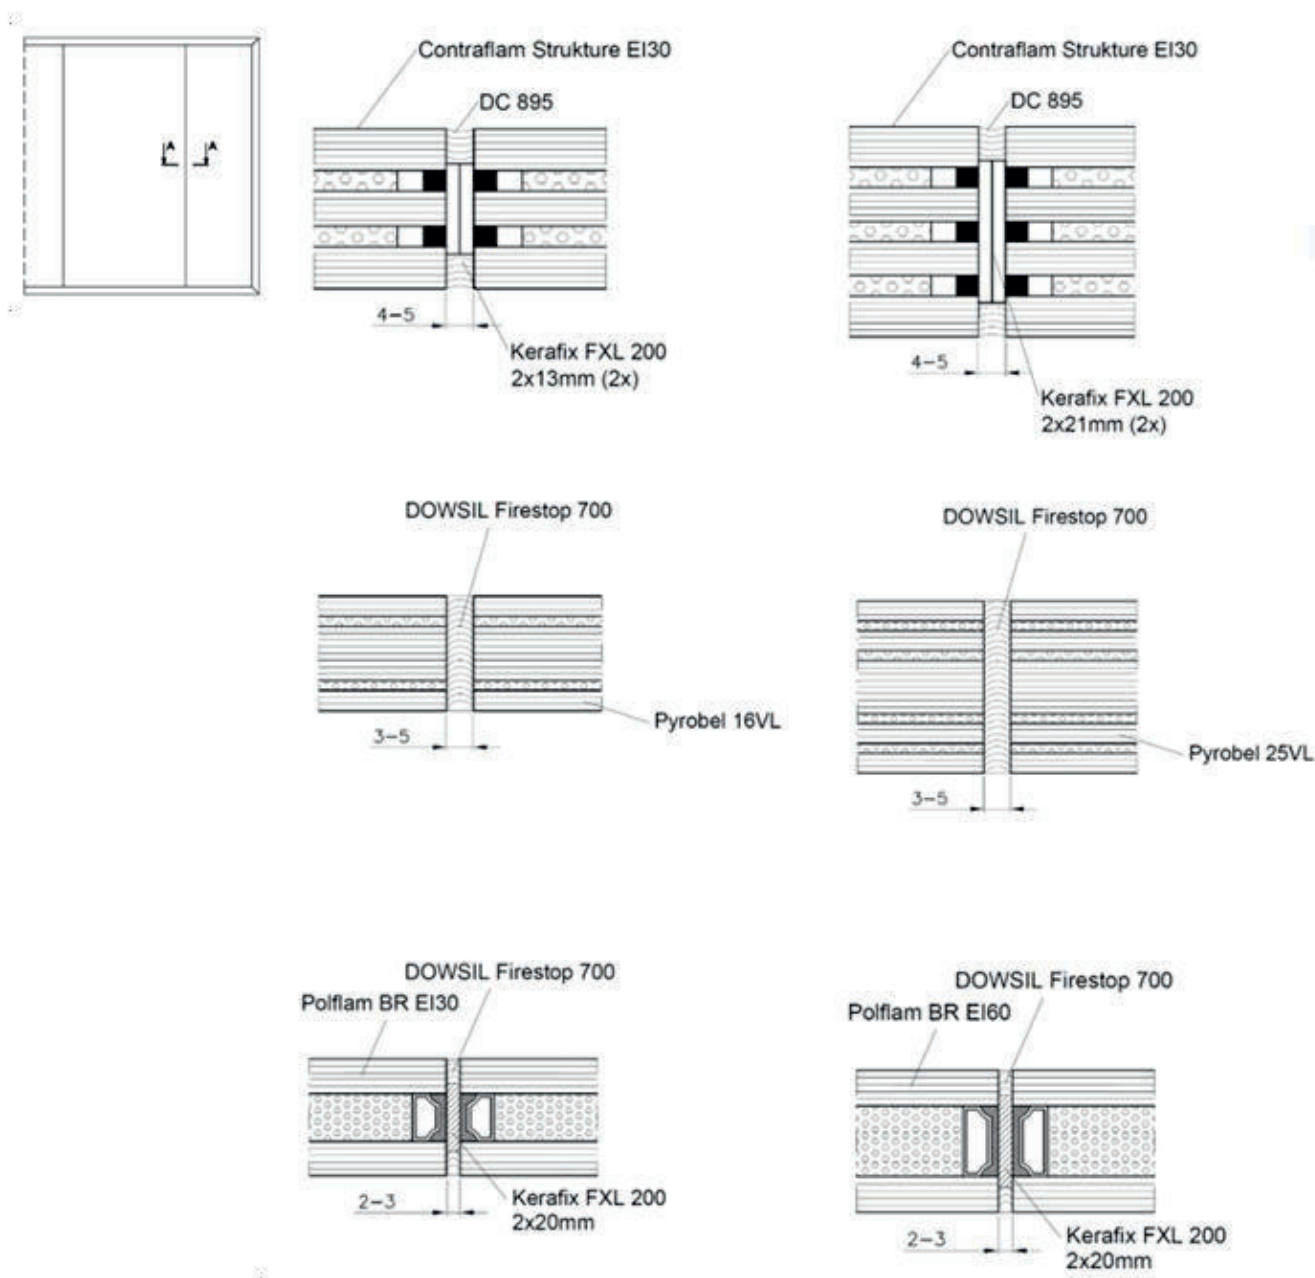 Contraflam Strukture EI30
DC 895
A A
4-5
Kerafix FXL 200
2x13mm (2x)
Contraflam Strukture EI30
DC 895
4-5
Kerafix FXL 200
2x21mm (2x)
DOWSIL Firestop 700
Pyrobel 16VL
3-5
DOWSIL Firestop 700
Pyrobel 25VL
3-5
DOWSIL Firestop 700
Polflam BR EI30
2-3
Kerafix FXL 200
2x20mm
DOWSIL Firestop 700
Polflam BR EI60
2-3
Kerafix FXL 200
2x20mm